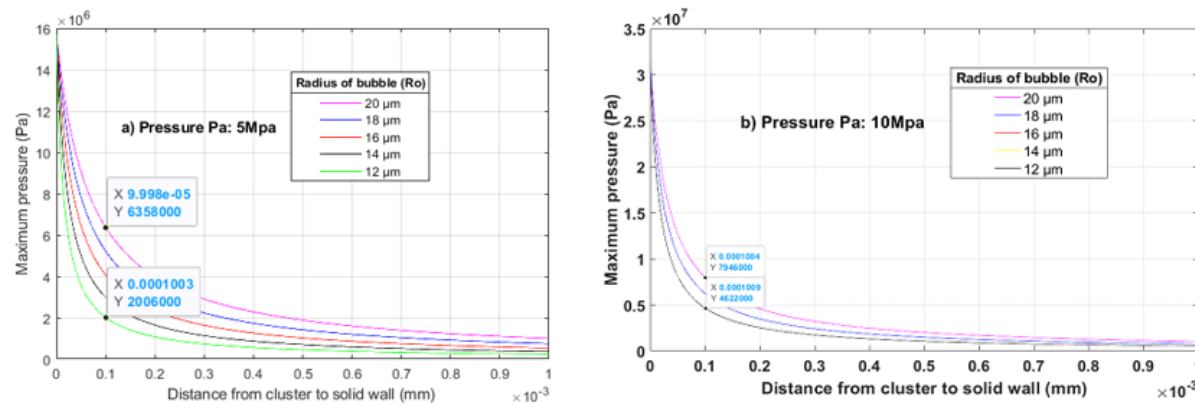 ×10⁶
16
14
12
10
8
6
4
2
0
Maximum pressure (Pa)
a) Pressure Pa: 5Mpa
Radius of bubble (Ro)
20 µm
18 µm
16 µm
14 µm
12 µm
X 9.998e-05
Y 6358000
X 0.0001003
Y 2006000
0 0.1 0.2 0.3 0.4 0.5 0.6 0.7 0.8 0.9 1
Distance from cluster to solid wall (mm)
×10⁻³
×10⁷
3.5
3
2.5
2
1.5
1
0.5
0
Maximum pressure (Pa)
b) Pressure Pa: 10Mpa
Radius of bubble (Ro)
20 µm
18 µm
16 µm
14 µm
12 µm
X 0.0001004
Y 7946000
X 0.0001009
Y 4622000
0 0.1 0.2 0.3 0.4 0.5 0.6 0.7 0.8 0.9
Distance from cluster to solid wall (mm)
×10⁻³